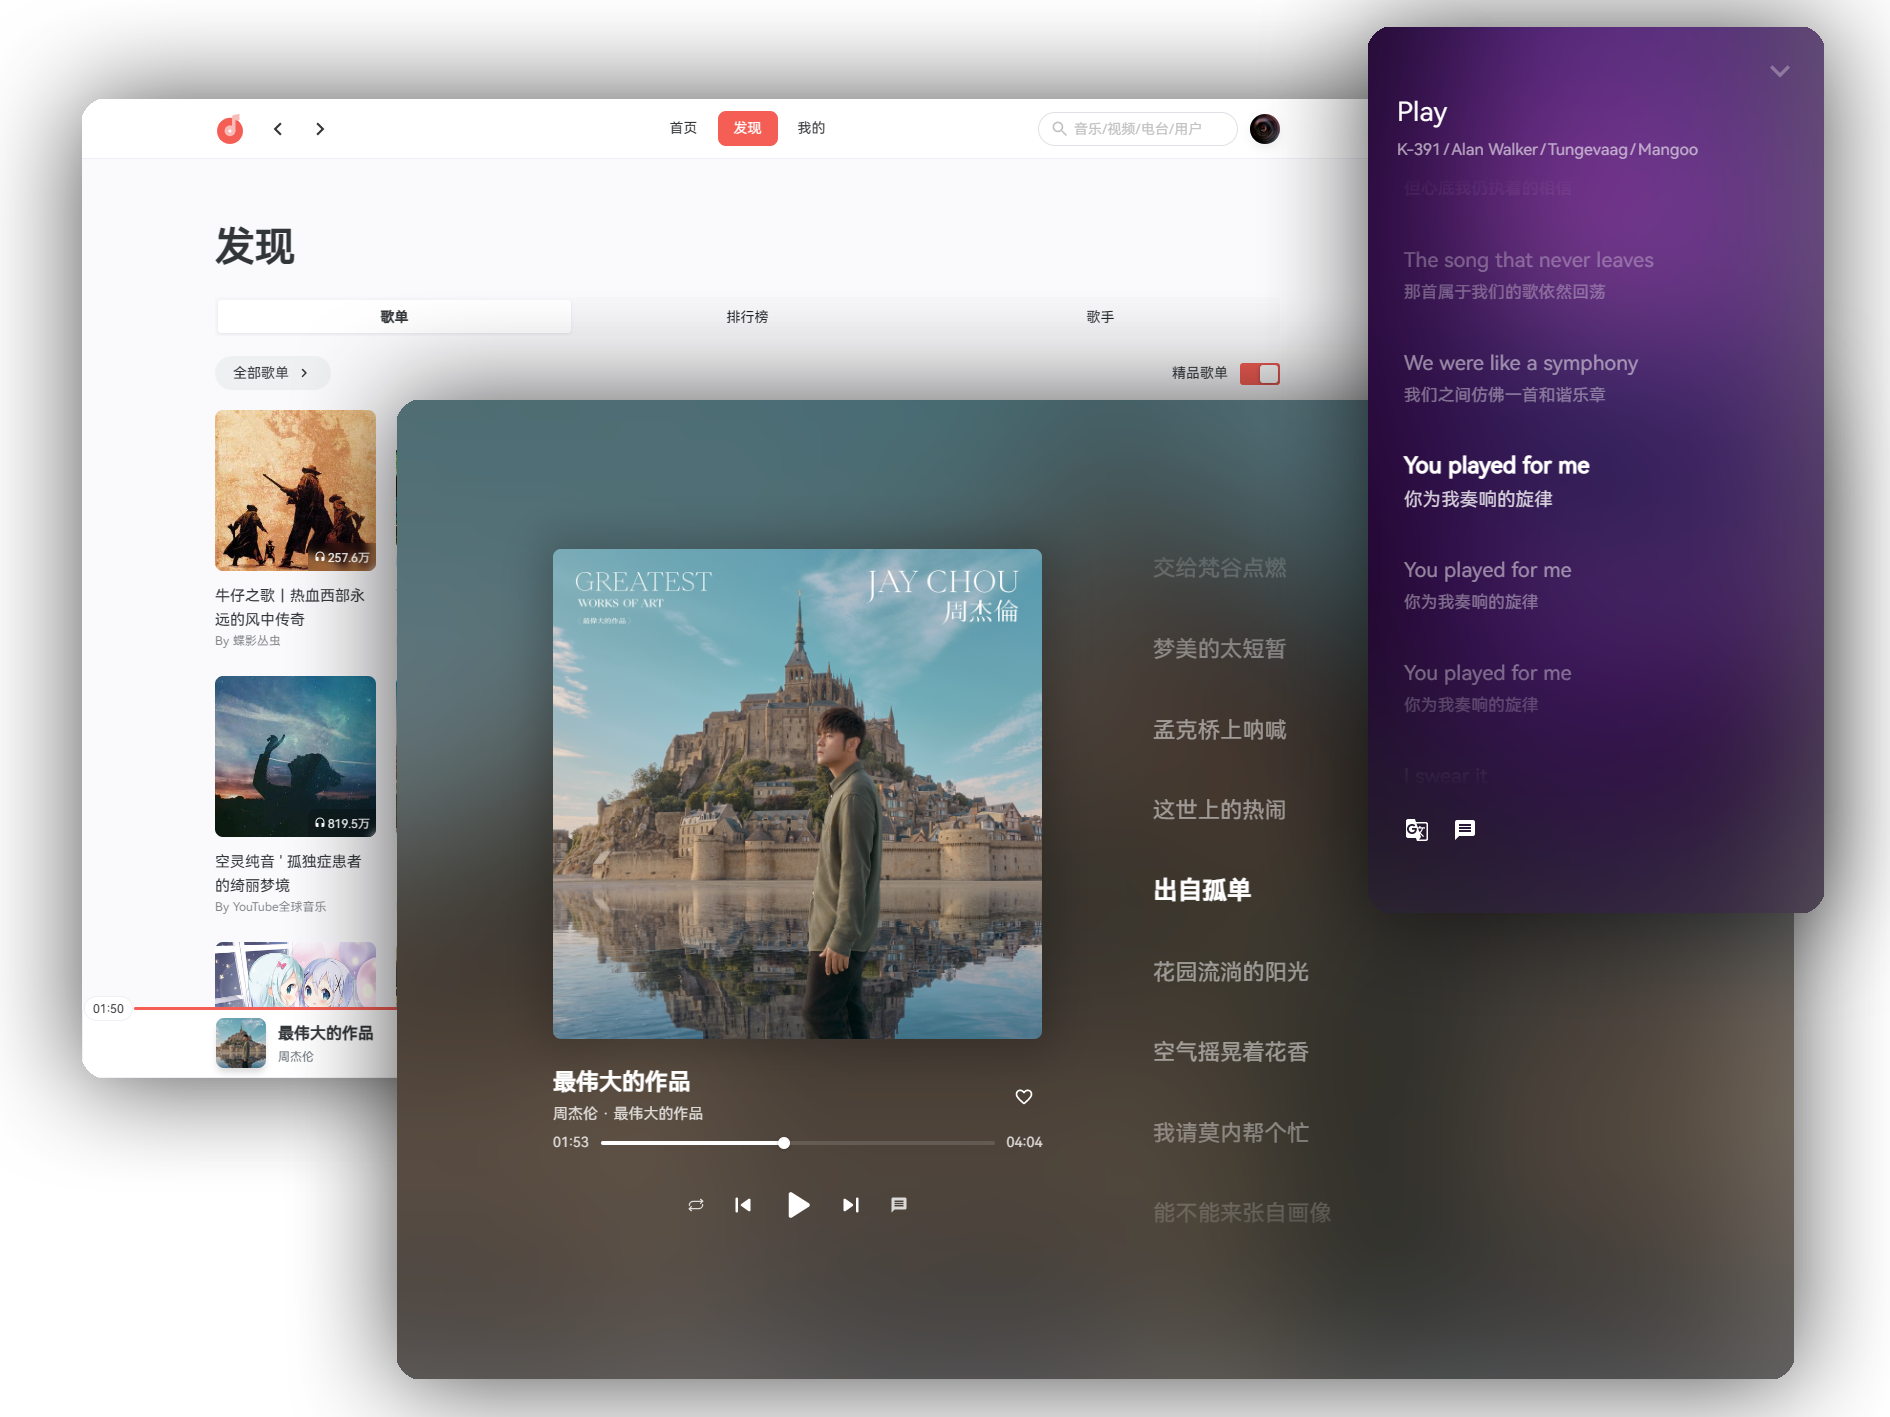 首页
发现
我的
音乐/视频/电台/用户
发现
歌单
排行榜
歌手
全部歌单
精品歌单
257.6万
牛仔之歌丨热血西部永
远的风中传奇
By 蝶影丛虫
819.5万
空灵纯音 ' 孤独症患者
的绮丽梦境
By YouTube全球音乐
01:50
最伟大的作品
周杰伦
GREATEST
WORKS OF ART
最偉大的作品
JAY CHOU
周杰倫
最伟大的作品
周杰伦 · 最伟大的作品
01:53
04:04
交给梵谷点燃
梦美的太短暂
孟克桥上呐喊
这世上的热闹
出自孤单
花园流淌的阳光
空气摇晃着花香
我请莫内帮个忙
能不能来张自画像
Play
K-391/Alan Walker/Tungevaag/Mangoo
但心底我仍执着的相信
The song that never leaves
那首属于我们的歌依然回荡
We were like a symphony
我们之间仿佛一首和谐乐章
You played for me
你为我奏响的旋律
You played for me
你为我奏响的旋律
You played for me
你为我奏响的旋律
I swear it